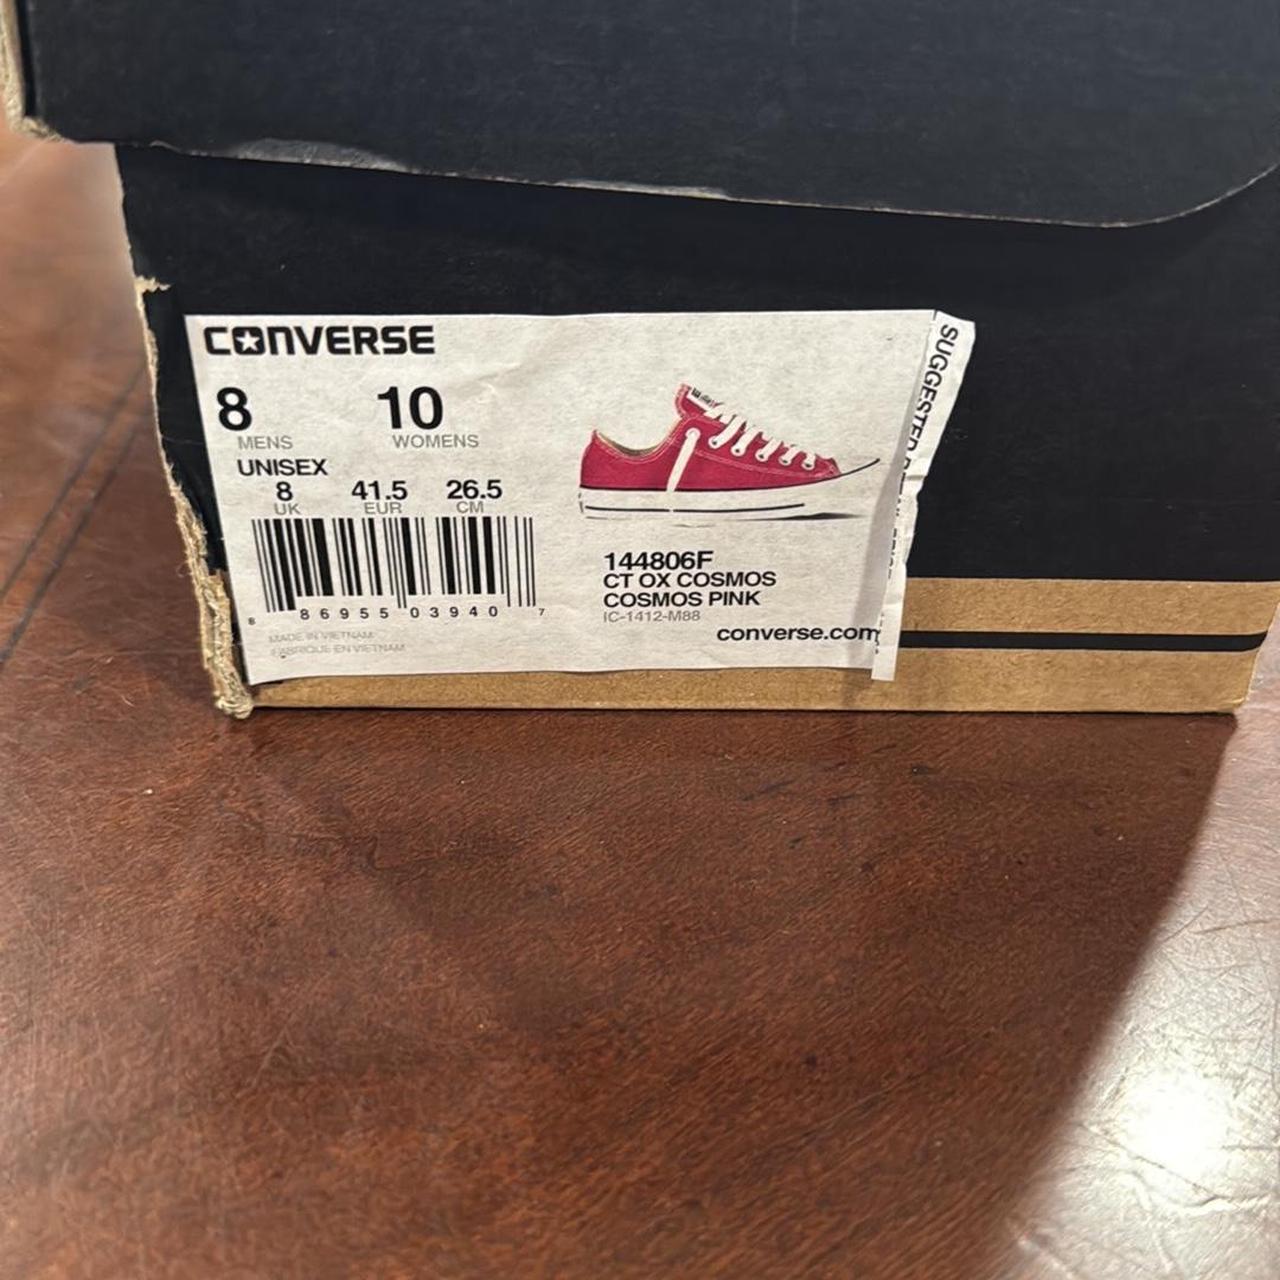 CONVERSE
8 10
MENS WOMENS
UNISEX
8 41.5 26.5
UK EUR CM
8 86955 03940 7
MADE IN VIETNAM
FABRIQUE EN VIETNAM
144806F
CT OX COSMOS
COSMOS PINK
IC-1412-M88
converse.com
SUGGESTED